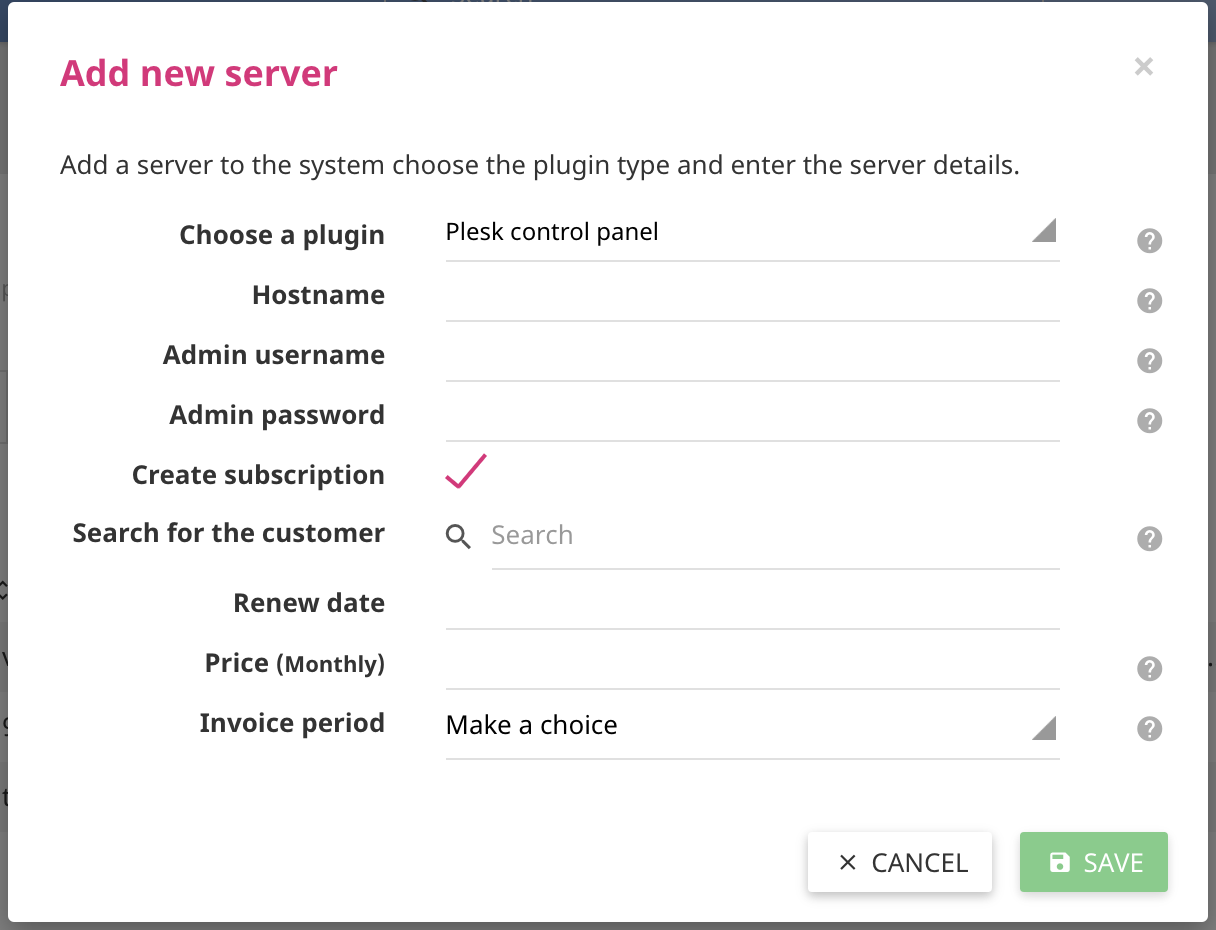 Add new server
Add a server to the system choose the plugin type and enter the server details.
Choose a plugin Plesk control panel
Hostname
Admin username
Admin password
Create subscription
Search for the customer Search
Renew date
Price (Monthly)
Invoice period Make a choice
CANCEL SAVE